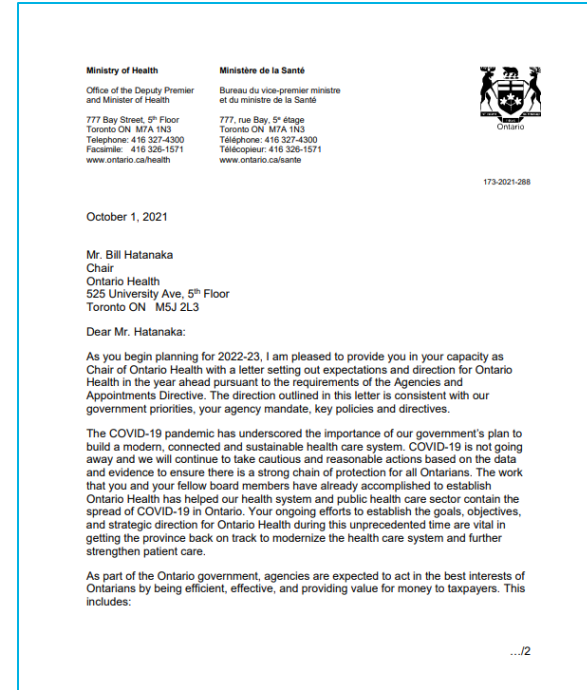 Ministry of Health
Office of the Deputy Premier
and Minister of Health
777 Bay Street, 5th Floor
Toronto ON M7A 1N3
Telephone: 416 327-4300
Facsimile: 416 326-1571
www.ontario.ca/health
Ministère de la Santé
Bureau du vice-premier ministre
et du ministre de la Santé
777, rue Bay, 5e étage
Toronto ON M7A 1N3
Téléphone: 416 327-4300
Télécopieur: 416 326-1571
www.ontario.ca/sante
Ontario
173-2021-288
October 1, 2021
Mr. Bill Hatanaka
Chair
Ontario Health
525 University Ave, 5th Floor
Toronto ON M5J 2L3
Dear Mr. Hatanaka:
As you begin planning for 2022-23, I am pleased to provide you in your capacity as
Chair of Ontario Health with a letter setting out expectations and direction for Ontario
Health in the year ahead pursuant to the requirements of the Agencies and
Appointments Directive. The direction outlined in this letter is consistent with our
government priorities, your agency mandate, key policies and directives.
The COVID-19 pandemic has underscored the importance of our government's plan to
build a modern, connected and sustainable health care system. COVID-19 is not going
away and we will continue to take cautious and reasonable actions based on the data
and evidence to ensure there is a strong chain of protection for all Ontarians. The work
that you and your fellow board members have already accomplished to establish
Ontario Health has helped our health system and public health care sector contain the
spread of COVID-19 in Ontario. Your ongoing efforts to establish the goals, objectives,
and strategic direction for Ontario Health during this unprecedented time are vital in
getting the province back on track to modernize the health care system and further
strengthen patient care.
As part of the Ontario government, agencies are expected to act in the best interests of
Ontarians by being efficient, effective, and providing value for money to taxpayers. This
includes:
…/2